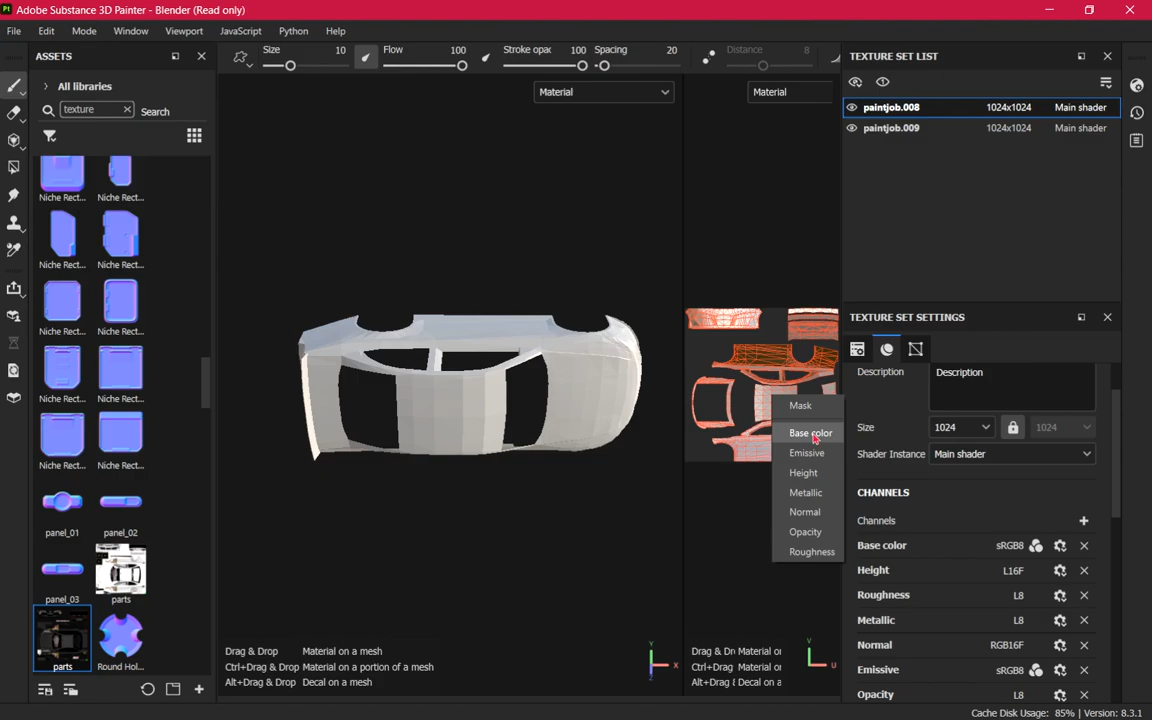 Pt Adobe Substance 3D Painter - Blender (Read only)
File Edit Mode Window Viewport JavaScript Python Help
ASSETS
Size 10 Flow 100 Stroke opac 100 Spacing 20 Distance 8
TEXTURE SET LIST
All libraries
texture Search
Material
Material
paintjob.008 1024x1024 Main shader
paintjob.009 1024x1024 Main shader
Niche Rect... Niche Rect...
Niche Rect... Niche Rect...
Niche Rect... Niche Rect...
Niche Rect... Niche Rect...
Niche Rect... Niche Rect...
panel_01 panel_02
panel_03 parts
parts Round Hol...
Mask
Base color
Emissive
Height
Metallic
Normal
Opacity
Roughness
TEXTURE SET SETTINGS
Description Description
Size 1024 1024
Shader Instance Main shader
CHANNELS
Channels
Base color sRGB8
Height L16F
Roughness L8
Metallic L8
Normal RGB16F
Emissive sRGB8
Opacity L8
Drag & Drop Material on a mesh
Ctrl+Drag & Drop Material on a portion of a mesh
Alt+Drag & Drop Decal on a mesh
Y X Z
Drag & Dr Material or
Ctrl+Drag Material or
Alt+Drag & Decal on a
V U
Cache Disk Usage: 85% | Version: 8.3.1